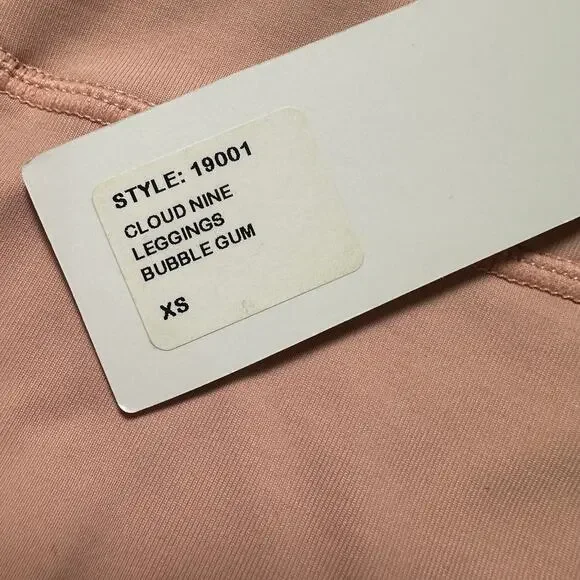 STYLE: 19001
CLOUD NINE
LEGGINGS
BUBBLE GUM
XS